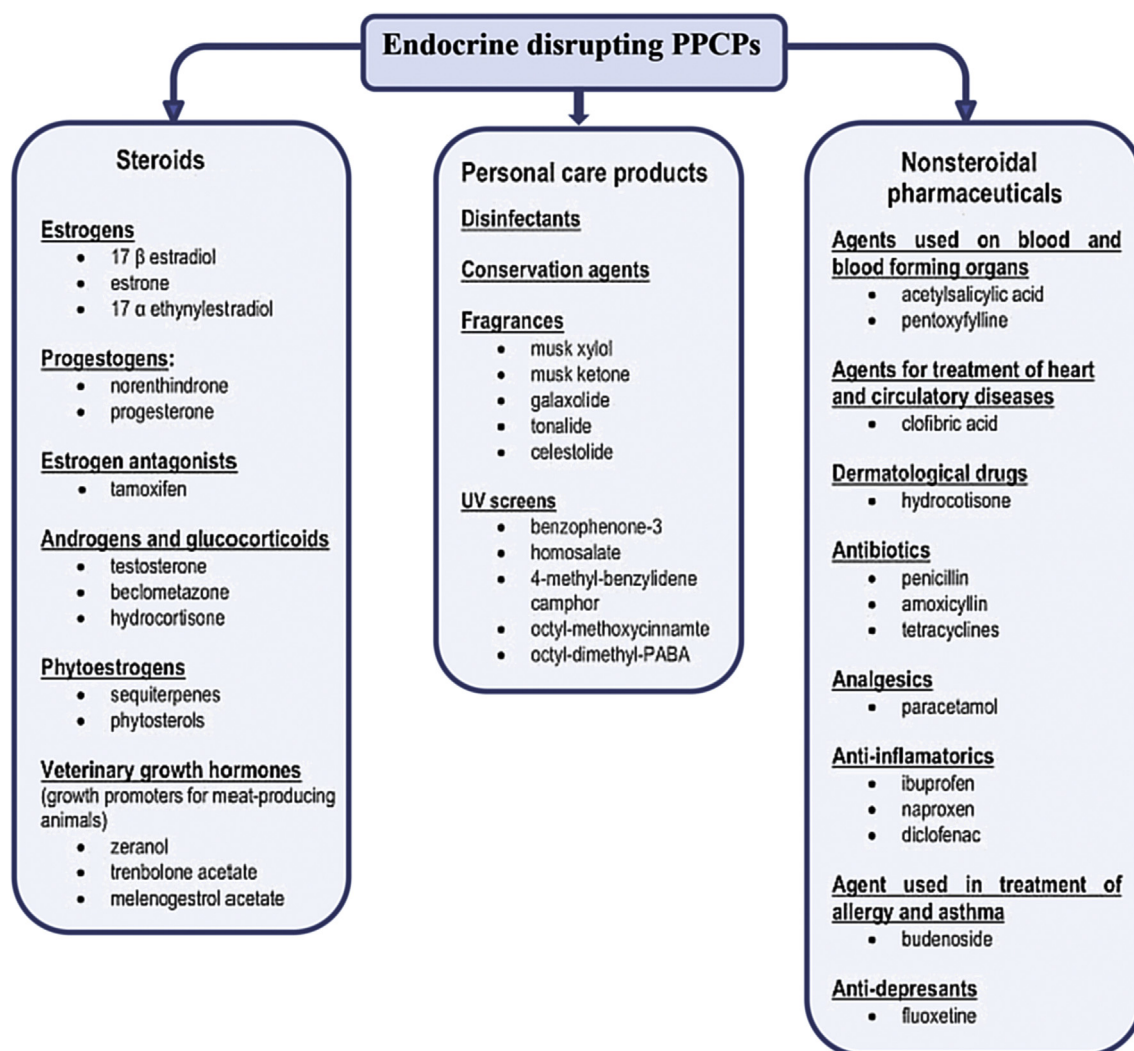 Endocrine disrupting PPCPs
Steroids
Estrogens
• 17 β estradiol
• estrone
• 17 α ethynylestradiol
Progestogens:
• norenthindrone
• progesterone
Estrogen antagonists
• tamoxifen
Androgens and glucocorticoids
• testosterone
• beclometazone
• hydrocortisone
Phytoestrogens
• sequiterpenes
• phytosterols
Veterinary growth hormones
(growth promoters for meat-producing
animals)
• zeranol
• trenbolone acetate
• melenogestrol acetate
Personal care products
Disinfectants
Conservation agents
Fragrances
• musk xylol
• musk ketone
• galaxolide
• tonalide
• celestolide
UV screens
• benzophenone-3
• homosalate
• 4-methyl-benzylidene
camphor
• octyl-methoxycinnamte
• octyl-dimethyl-PABA
Nonsteroidal
pharmaceuticals
Agents used on blood and
blood forming organs
• acetylsalicylic acid
• pentoxyfylline
Agents for treatment of heart
and circulatory diseases
• clofibric acid
Dermatological drugs
• hydrocotisone
Antibiotics
• penicillin
• amoxicyllin
• tetracyclines
Analgesics
• paracetamol
Anti-inflamatorics
• ibuprofen
• naproxen
• diclofenac
Agent used in treatment of
allergy and asthma
• budenoside
Anti-depresants
• fluoxetine